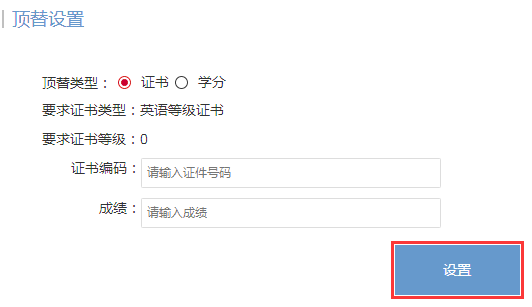 顶替设置
顶替类型： 证书 学分
要求证书类型：英语等级证书
要求证书等级：0
证书编码：请输入证件号码
成绩：请输入成绩
设置